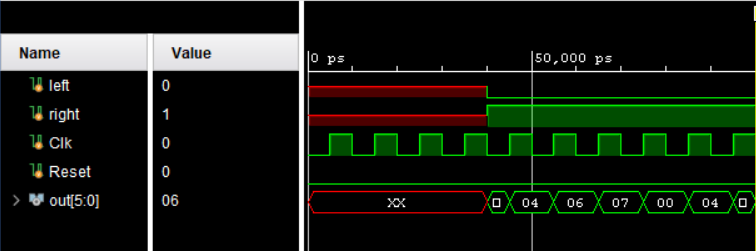 Name Value
0 ps 50,000 ps
left 0
right 1
Clk 0
Reset 0
out[5:0] 06 XX 04 06 07 00 04